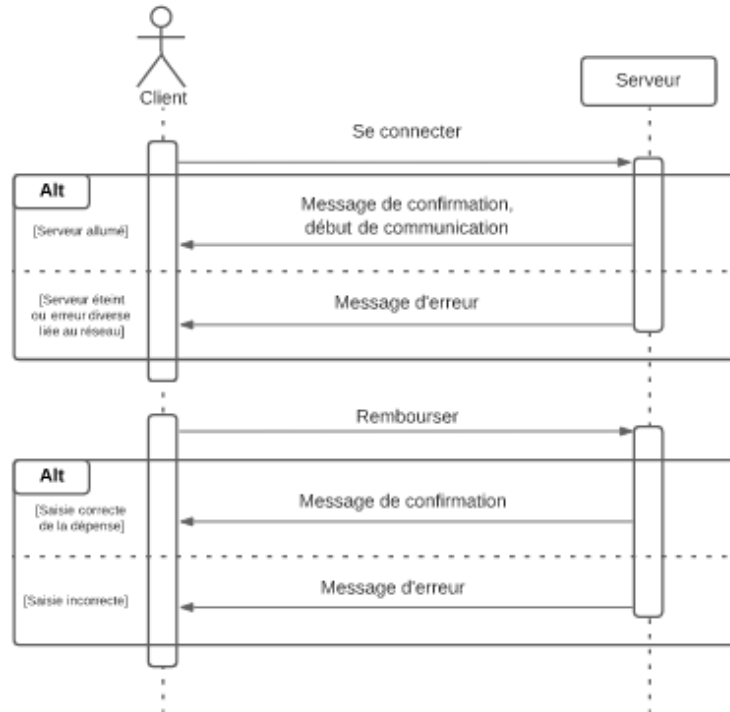 Client
Serveur
Se connecter
Alt
[Serveur allumé]
Message de confirmation,
début de communication
[Serveur éteint
ou erreur diverse
liée au réseau]
Message d'erreur
Rembourser
Alt
[Saisie correcte
de la dépense]
Message de confirmation
[Saisie incorrecte]
Message d'erreur